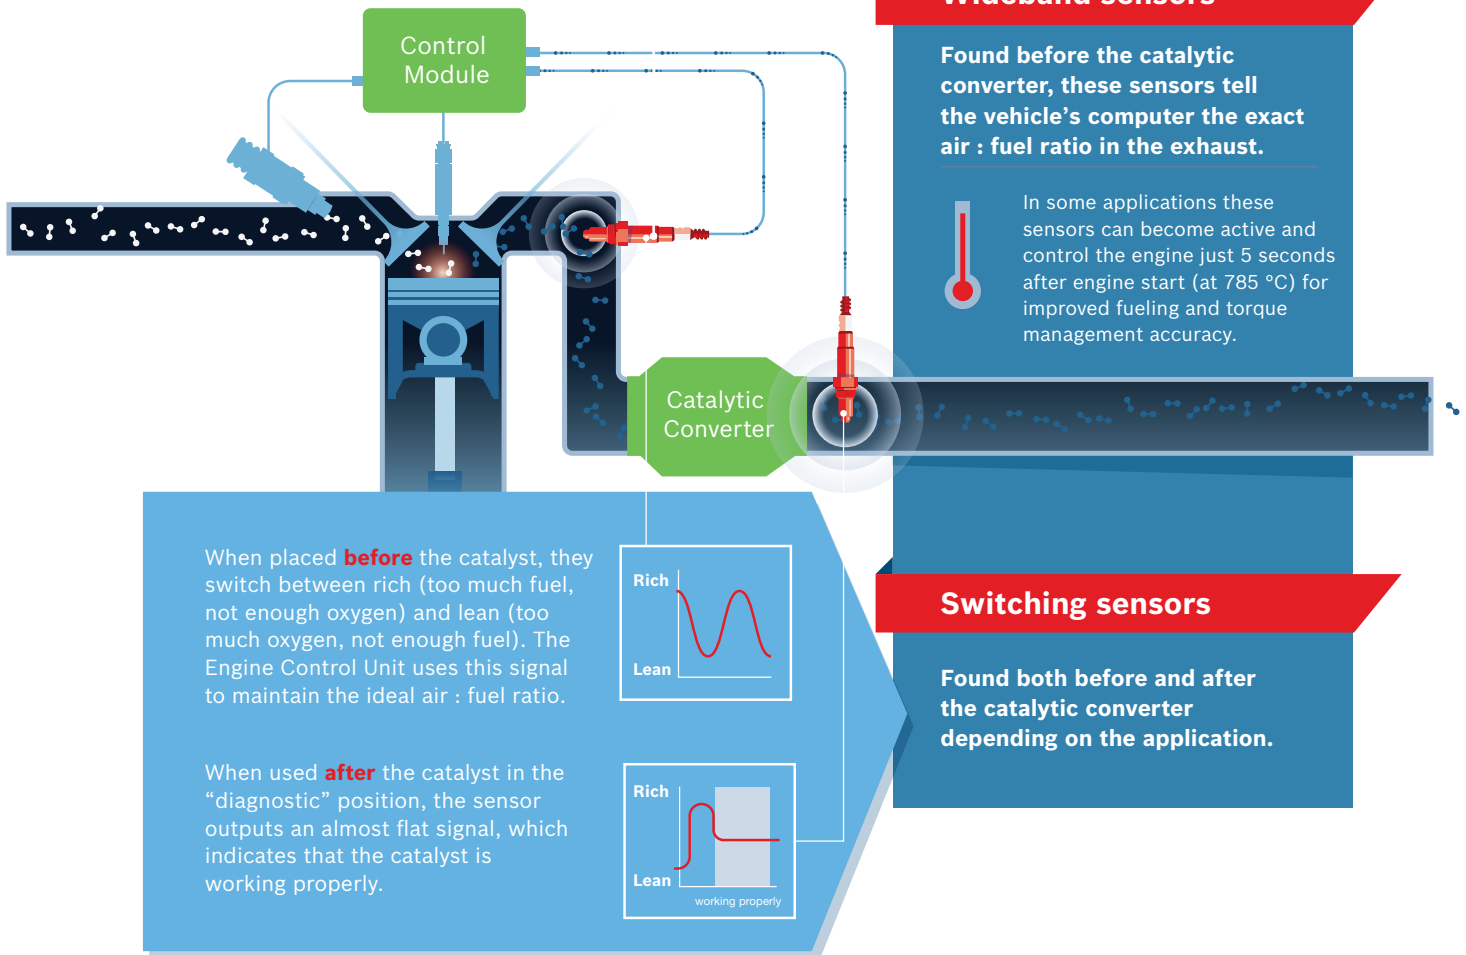 Wideband sensors
Control
Module
Found before the catalytic
converter, these sensors tell
the vehicle’s computer the exact
air : fuel ratio in the exhaust.
In some applications these
sensors can become active and
control the engine just 5 seconds
after engine start (at 785 °C) for
improved fueling and torque
management accuracy.
Catalytic
Converter
When placed before the catalyst, they
switch between rich (too much fuel,
not enough oxygen) and lean (too
much oxygen, not enough fuel). The
Engine Control Unit uses this signal
to maintain the ideal air : fuel ratio.
Rich
Lean
When used after the catalyst in the
“diagnostic” position, the sensor
outputs an almost flat signal, which
indicates that the catalyst is
working properly.
Rich
Lean
working properly
Switching sensors
Found both before and after
the catalytic converter
depending on the application.